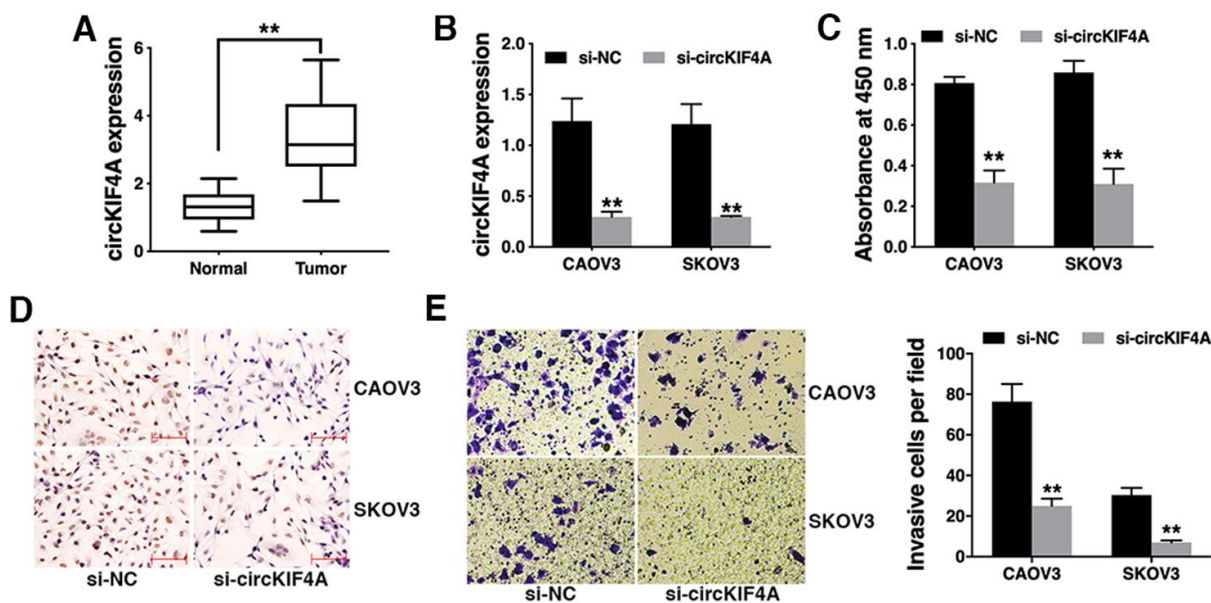 A
circKIF4A expression
6
4
2
0
**
Normal Tumor
B
circKIF4A expression
2.0
1.5
1.0
0.5
0.0
si-NC si-circKIF4A
** **
CAOV3 SKOV3
C
Absorbance at 450 nm
1.0
0.8
0.6
0.4
0.2
0.0
si-NC si-circKIF4A
** **
CAOV3 SKOV3
D
CAOV3
SKOV3
si-NC si-circKIF4A
E
CAOV3
SKOV3
si-NC si-circKIF4A
Invasive cells per field
100
80
60
40
20
0
si-NC si-circKIF4A
** **
CAOV3 SKOV3